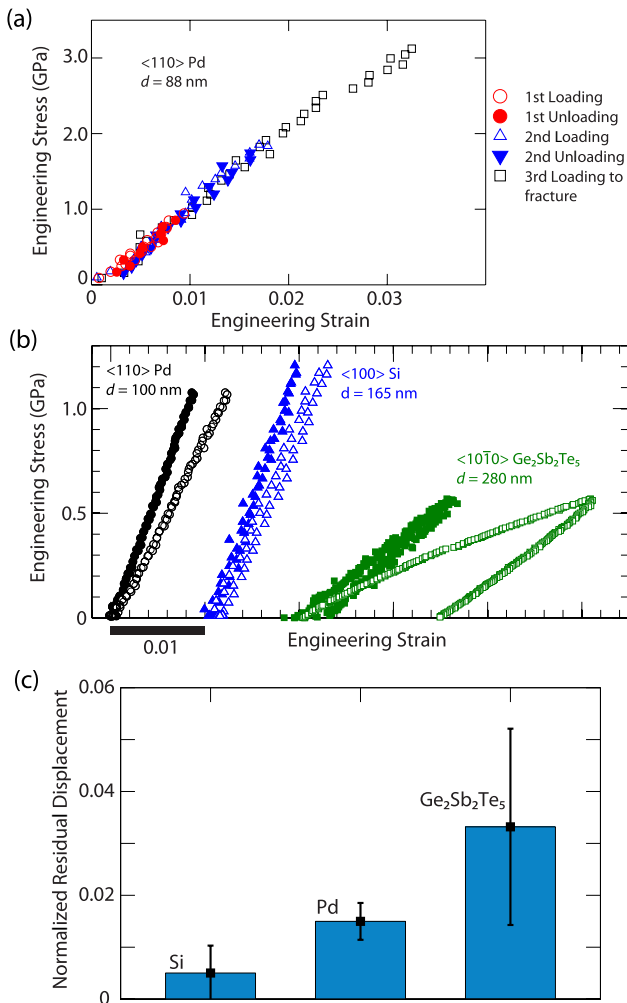 (a)
Engineering Stress (GPa)
3.0
2.0
1.0
0
<110> Pd
d = 88 nm
0
0.01
0.02
0.03
Engineering Strain
1st Loading
1st Unloading
2nd Loading
2nd Unloading
3rd Loading to
fracture
(b)
Engineering Stress (GPa)
1.0
0.5
0
<110> Pd
d = 100 nm
<100> Si
d = 165 nm
<101̄0> Ge₂Sb₂Te₅
d = 280 nm
0.01
Engineering Strain
(c)
Normalized Residual Displacement
0.06
0.04
0.02
0
Si
Pd
Ge₂Sb₂Te₅